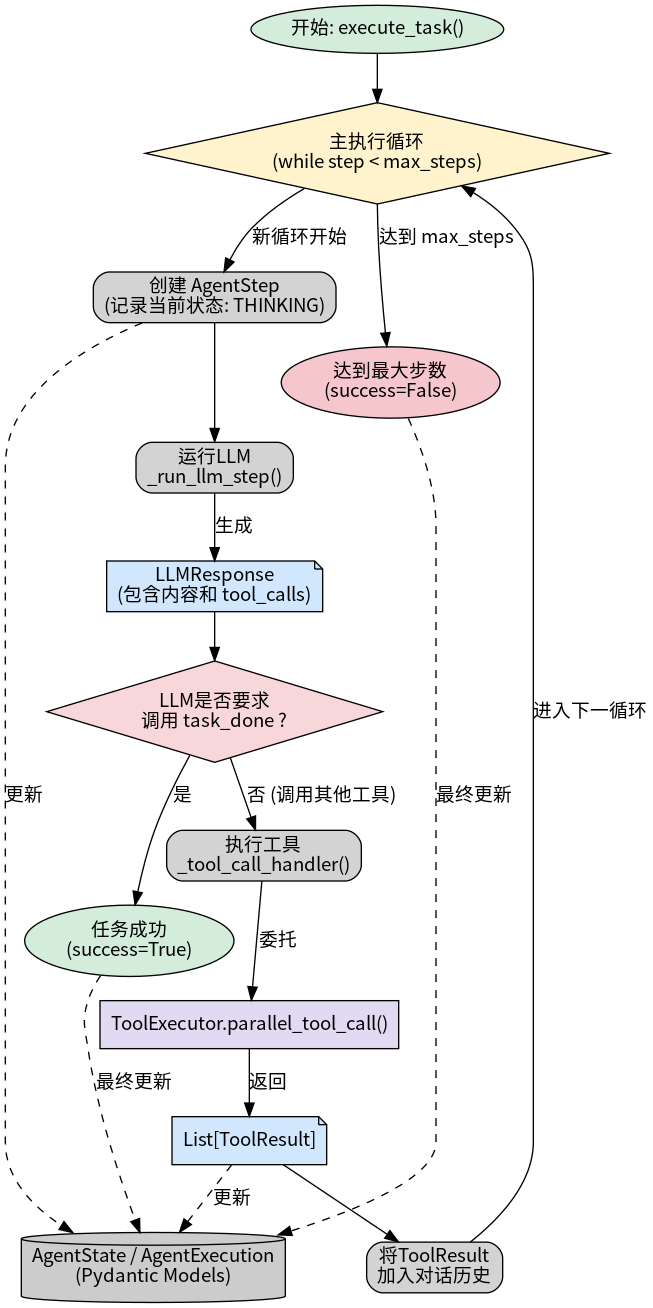 开始: execute_task()
主执行循环
(while step < max_steps)
新循环开始
达到 max_steps
创建 AgentStep
(记录当前状态: THINKING)
达到最大步数
(success=False)
运行LLM
_run_llm_step()
生成
LLMResponse
(包含内容和 tool_calls)
LLM是否要求
调用 task_done ?
进入下一循环
更新
是
否 (调用其他工具)
最终更新
执行工具
_tool_call_handler()
任务成功
(success=True)
委托
ToolExecutor.parallel_tool_call()
最终更新
返回
List[ToolResult]
更新
AgentState / AgentExecution
(Pydantic Models)
将ToolResult
加入对话历史